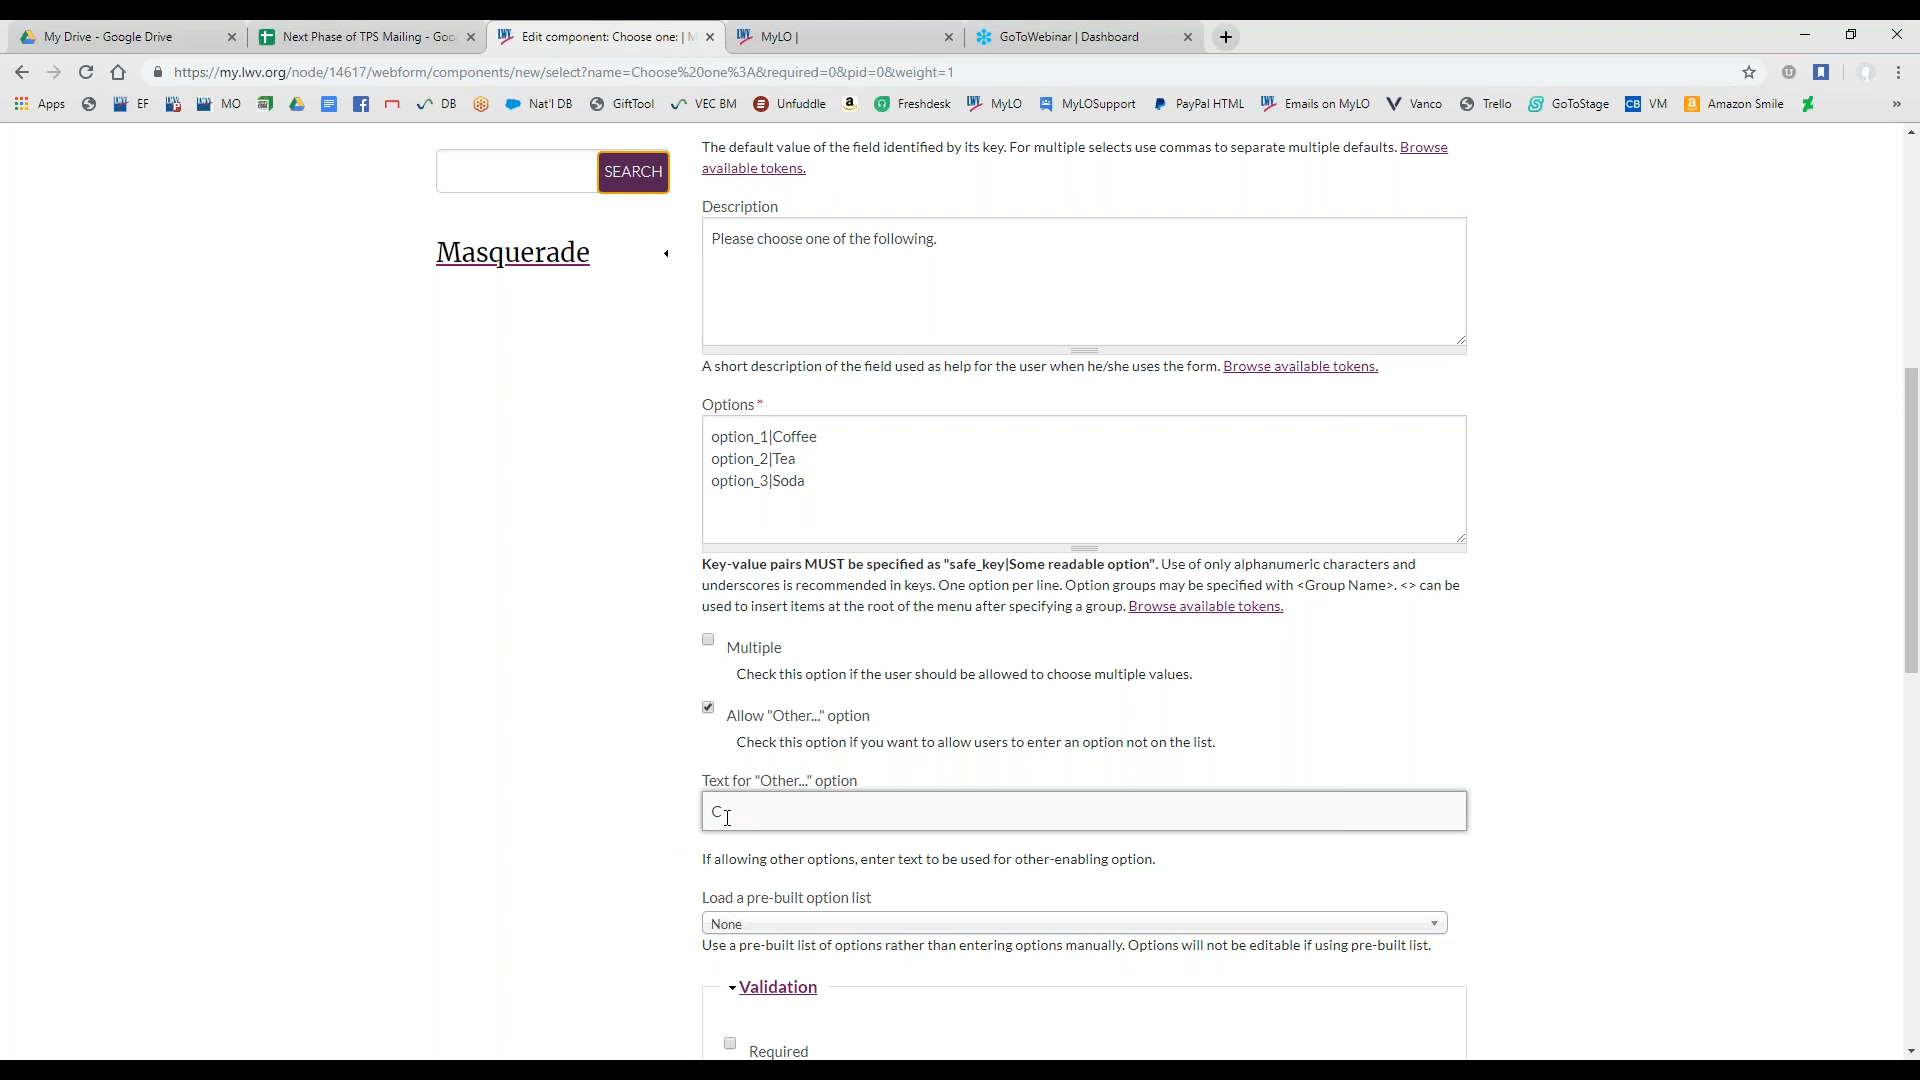 My Drive - Google Drive
Next Phase of TPS Mailing - Goo
Edit component: Choose one: | M
MyLO |
GoToWebinar | Dashboard
https://my.lwv.org/node/14617/webform/components/new/select?name=Choose%20one%3A&required=0&pid=0&weight=1
Apps EF MO DB Nat'l DB GiftTool VEC BM Unfuddle Freshdesk MyLO MyLOSupport PayPal HTML Emails on MyLO Vanco Trello GoToStage VM Amazon Smile »
The default value of the field identified by its key. For multiple selects use commas to separate multiple defaults. Browse
available tokens.
SEARCH
Masquerade
Description
Please choose one of the following.
A short description of the field used as help for the user when he/she uses the form. Browse available tokens.
Options *
option_1|Coffee
option_2|Tea
option_3|Soda
Key-value pairs MUST be specified as "safe_key|Some readable option". Use of only alphanumeric characters and
underscores is recommended in keys. One option per line. Option groups may be specified with <Group Name>. <> can be
used to insert items at the root of the menu after specifying a group. Browse available tokens.
Multiple
Check this option if the user should be allowed to choose multiple values.
Allow "Other..." option
Check this option if you want to allow users to enter an option not on the list.
Text for "Other..." option
C
If allowing other options, enter text to be used for other-enabling option.
Load a pre-built option list
None
Use a pre-built list of options rather than entering options manually. Options will not be editable if using pre-built list.
Validation
Required